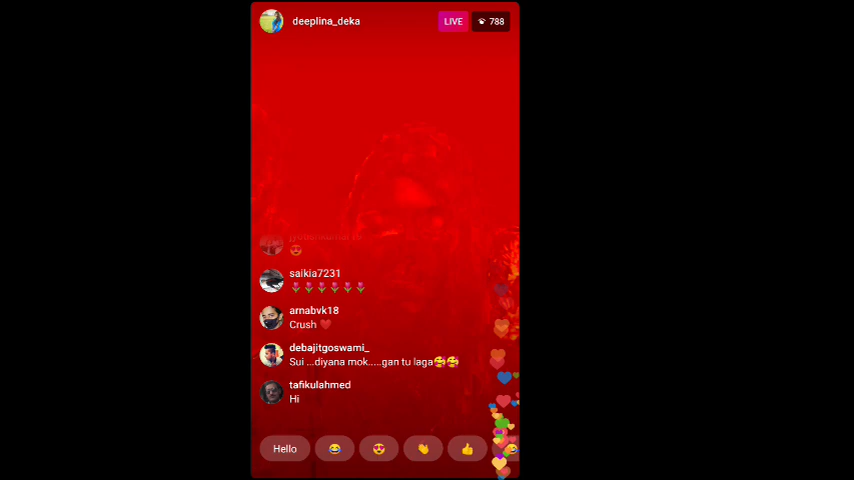 deeplina_deka
LIVE
788
saikia7231
🌷🌷🌷🌷🌷🌷
arnabvk18
Crush ❤️
debajitgoswami_
Sui ...diyana mok.....gan tu laga🥰🥰
tafikulahmed
Hi
Hello